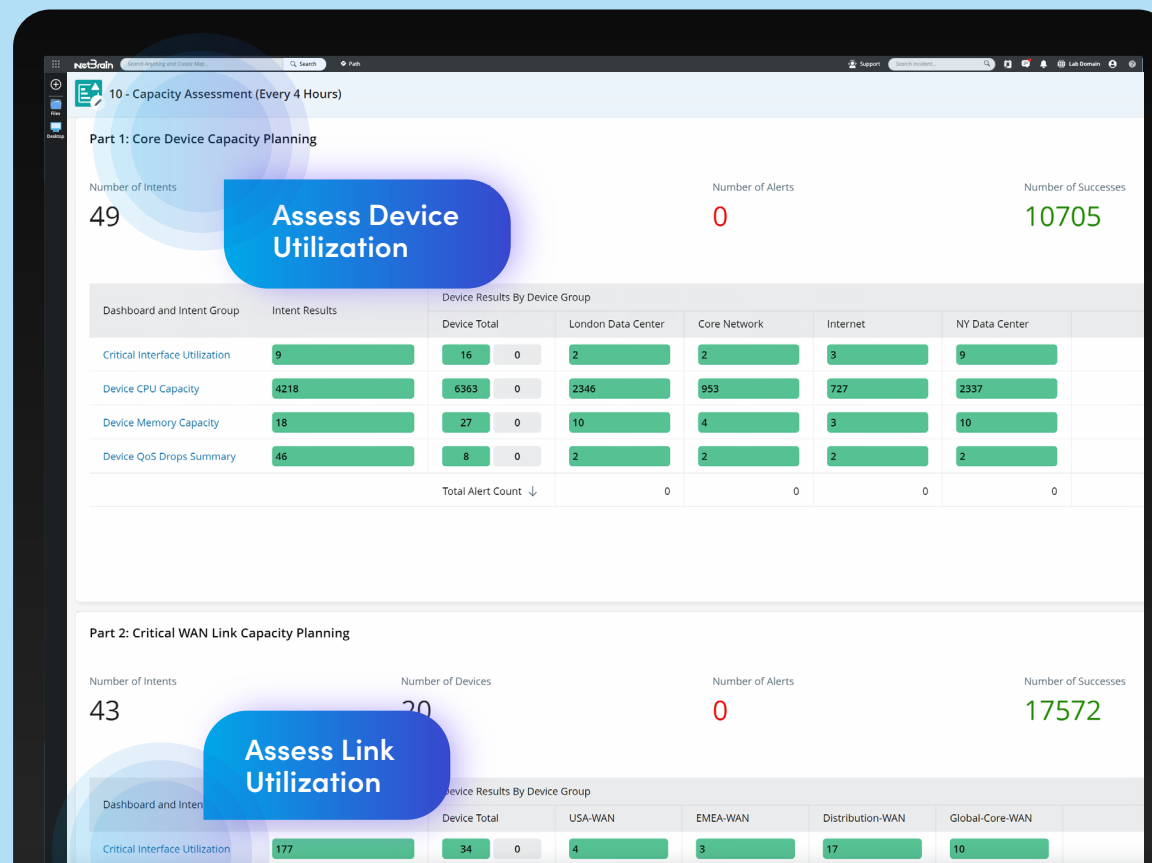 NetBrain
Search Anything and Create Map...
Search
Path
Support
Search Incident...
Lab Domain
Files
Desktop
10 - Capacity Assessment (Every 4 Hours)
Part 1: Core Device Capacity Planning
Number of Intents
Number of Alerts
Number of Successes
49
0
10705
Assess Device
Utilization
Dashboard and Intent Group
Intent Results
Device Results By Device Group
Device Total
London Data Center
Core Network
Internet
NY Data Center
Critical Interface Utilization 9 16 0 2 2 3 9
Device CPU Capacity 4218 6363 0 2346 953 727 2337
Device Memory Capacity 18 27 0 10 4 3 10
Device QoS Drops Summary 46 8 0 2 2 2 2
Total Alert Count ↓ 0 0 0 0
Part 2: Critical WAN Link Capacity Planning
Number of Intents
Number of Devices
Number of Alerts
Number of Successes
43
0
17572
Assess Link
Utilization
Dashboard and Inten
Device Results By Device Group
Device Total
USA-WAN
EMEA-WAN
Distribution-WAN
Global-Core-WAN
Critical Interface Utilization 177 34 0 4 3 17 10